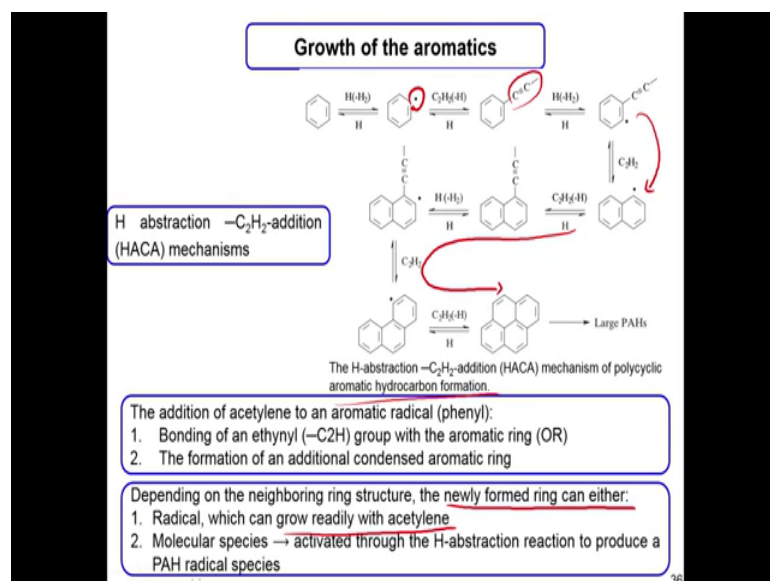 Growth of the aromatics
H(-H₂) C₂H₂(-H) H(-H₂)
H H H
C≡C—
C≡C—
C₂H₂
C≡C—
C≡C—
H(-H₂) C₂H₂(-H)
H H
H abstraction –C₂H₂-addition
(HACA) mechanisms
C₂H₂
C₂H₂(-H)
H
Large PAHs
The H-abstraction –C₂H₂-addition (HACA) mechanism of polycyclic
aromatic hydrocarbon formation.
The addition of acetylene to an aromatic radical (phenyl):
1. Bonding of an ethynyl (–C2H) group with the aromatic ring (OR)
2. The formation of an additional condensed aromatic ring
Depending on the neighboring ring structure, the newly formed ring can either:
1. Radical, which can grow readily with acetylene
2. Molecular species → activated through the H-abstraction reaction to produce a
PAH radical species